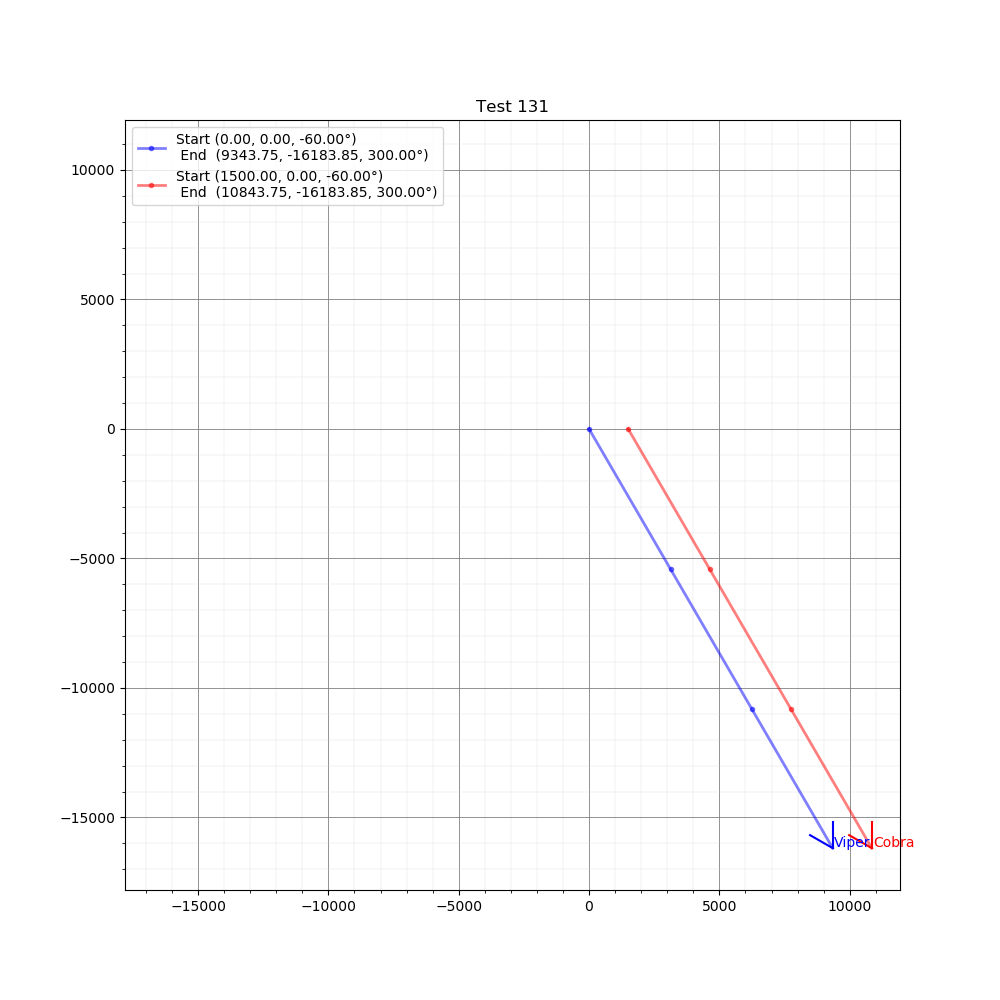 Test 131
Start (0.00, 0.00, -60.00°)
End  (9343.75, -16183.85, 300.00°)
Start (1500.00, 0.00, -60.00°)
End  (10843.75, -16183.85, 300.00°)
10000
5000
0
−5000
−10000
−15000
Viper Cobra
−15000 −10000 −5000 0 5000 10000